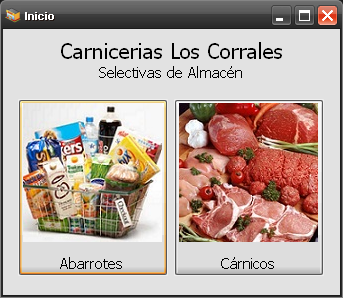 Inicio
Carnicerias Los Corrales
Selectivas de Almacén
Abarrotes
Cárnicos